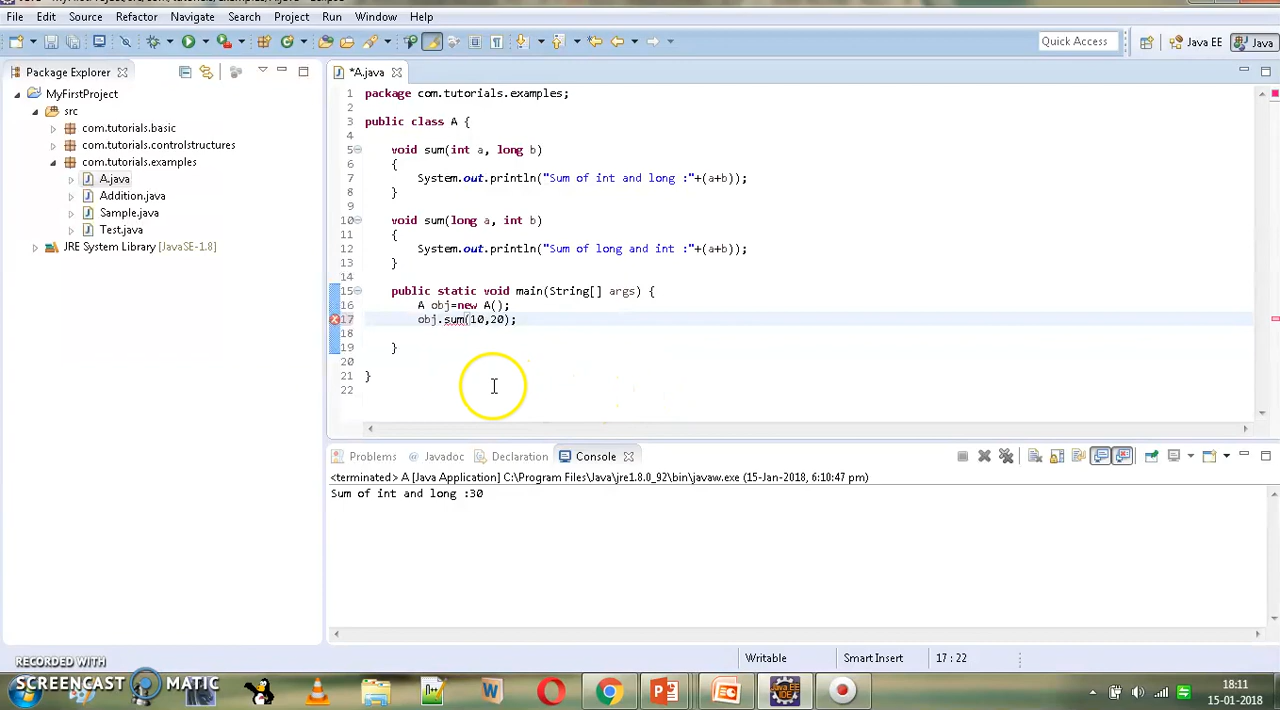 File Edit Source Refactor Navigate Search Project Run Window Help
Quick Access
Java EE
Java
Package Explorer
*A.java
MyFirstProject
src
com.tutorials.basic
com.tutorials.controlstructures
com.tutorials.examples
A.java
Addition.java
Sample.java
Test.java
JRE System Library [JavaSE-1.8]
1 package com.tutorials.examples;
2
3 public class A {
4
5 void sum(int a, long b)
6 {
7 System.out.println("Sum of int and long :"+(a+b));
8 }
9
10 void sum(long a, int b)
11 {
12 System.out.println("Sum of long and int :"+(a+b));
13 }
14
15 public static void main(String[] args) {
16 A obj=new A();
17 obj.sum(10,20);
18
19 }
20
21 }
22
Problems @ Javadoc Declaration Console
<terminated> A [Java Application] C:\Program Files\Java\jre1.8.0_92\bin\javaw.exe (15-Jan-2018, 6:10:47 pm)
Sum of int and long :30
Writable Smart Insert 17 : 22
RECORDED WITH
SCREENCAST MATIC
18:11
15-01-2018